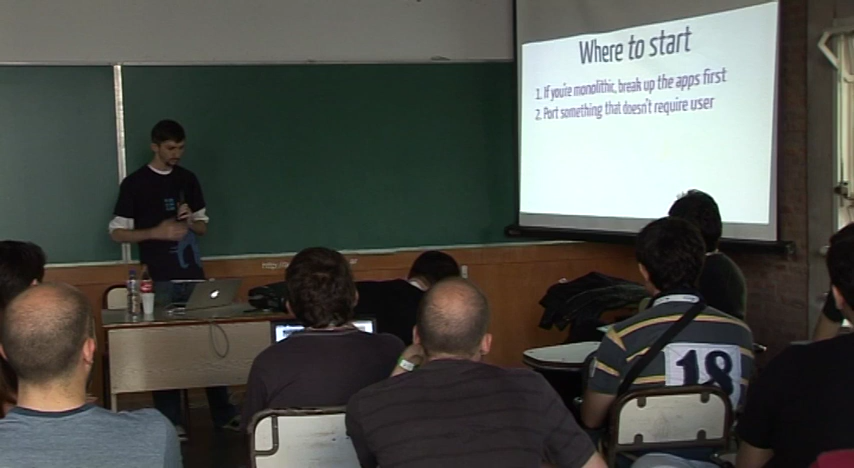 Where to start
1. If you're monolithic, break up the apps first
2. Port something that doesn't require user
18